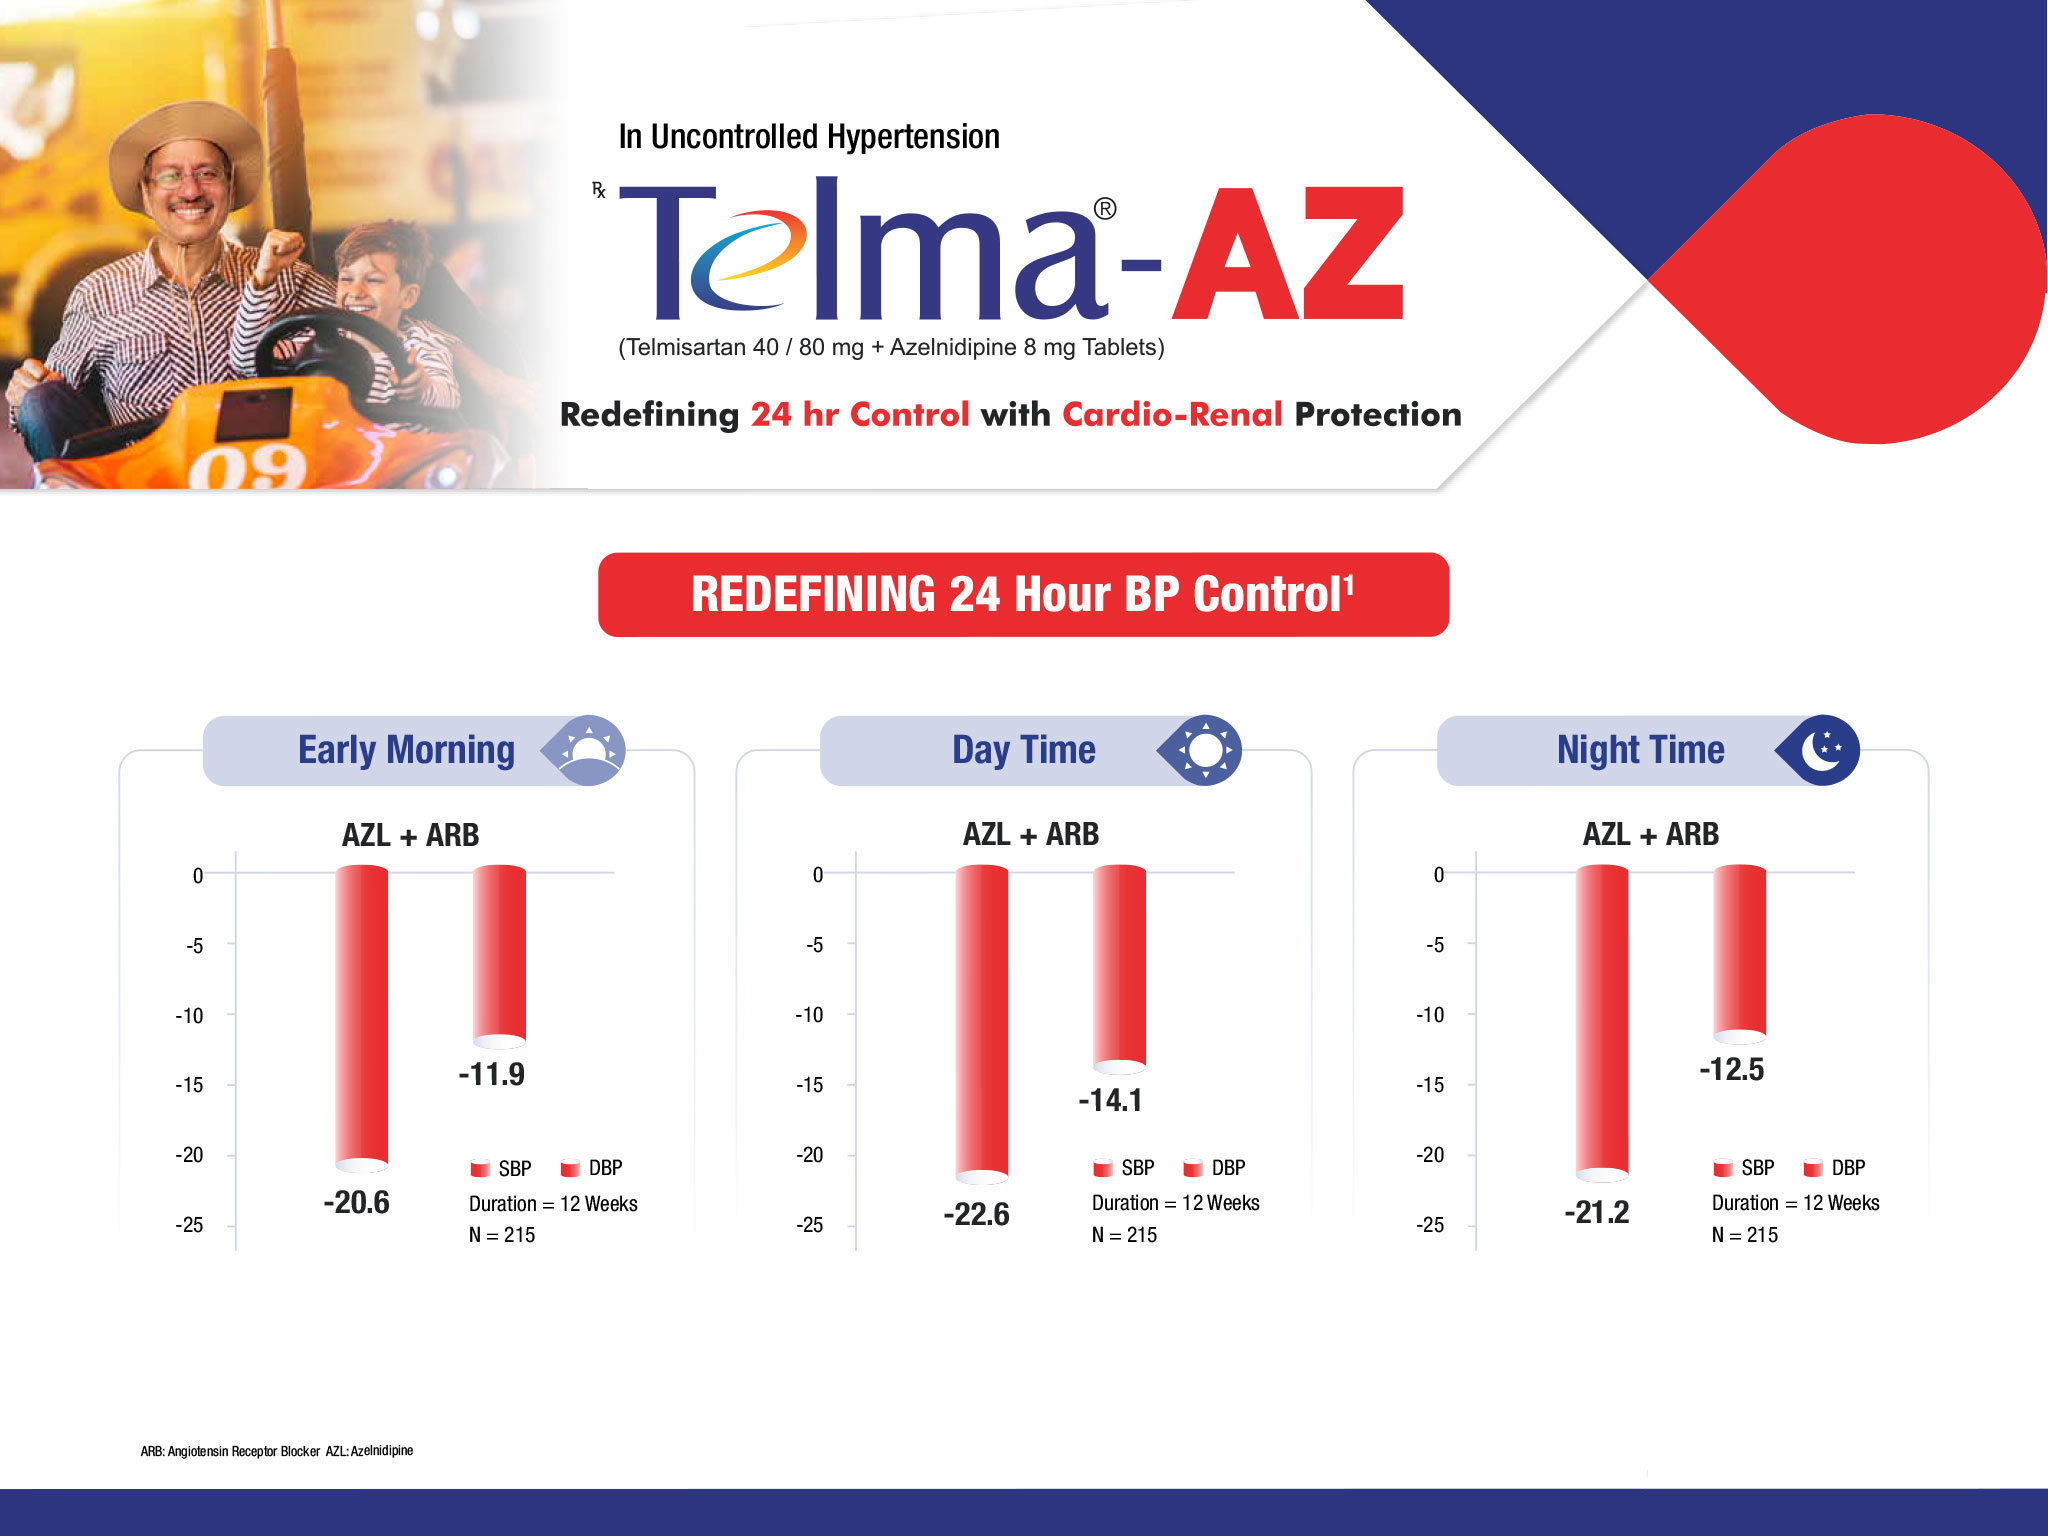 In Uncontrolled Hypertension
Rx Telma®-AZ
(Telmisartan 40 / 80 mg + Azelnidipine 8 mg Tablets)
Redefining 24 hr Control with Cardio-Renal Protection
09
REDEFINING 24 Hour BP Control¹
Early Morning
AZL + ARB
0
-5
-10
-15
-20
-25
-11.9
-20.6
SBP DBP
Duration = 12 Weeks
N = 215
Day Time
AZL + ARB
0
-5
-10
-15
-20
-25
-14.1
-22.6
SBP DBP
Duration = 12 Weeks
N = 215
Night Time
AZL + ARB
0
-5
-10
-15
-20
-25
-12.5
-21.2
SBP DBP
Duration = 12 Weeks
N = 215
ARB: Angiotensin Receptor Blocker AZL: Azelnidipine